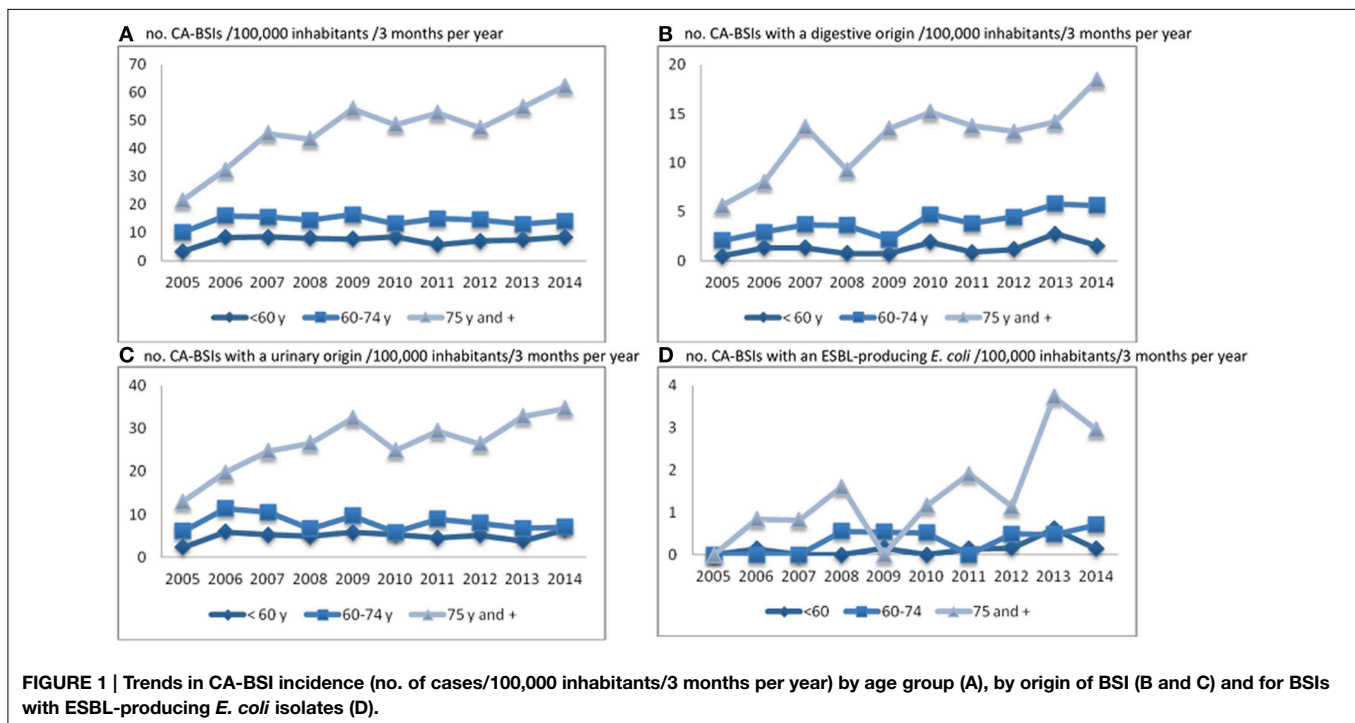 A no. CA-BSIs /100,000 inhabitants /3 months per year
70
60
50
40
30
20
10
0
2005 2006 2007 2008 2009 2010 2011 2012 2013 2014
<60 y 60-74 y 75 y and +
B no. CA-BSIs with a digestive origin /100,000 inhabitants/3 months per year
20
15
10
5
0
2005 2006 2007 2008 2009 2010 2011 2012 2013 2014
< 60 y 60-74 y 75 y and +
C no. CA-BSIs with a urinary origin /100,000 inhabitants/3 months per year
40
30
20
10
0
2005 2006 2007 2008 2009 2010 2011 2012 2013 2014
< 60 y 60-74 y 75 y and +
D no. CA-BSIs with an ESBL-producing E. coli /100,000 inhabitants/3 months per year
4
3
2
1
0
2005 2006 2007 2008 2009 2010 2011 2012 2013 2014
<60 60-74 75 and +
FIGURE 1 | Trends in CA-BSI incidence (no. of cases/100,000 inhabitants/3 months per year) by age group (A), by origin of BSI (B and C) and for BSIs
with ESBL-producing E. coli isolates (D).